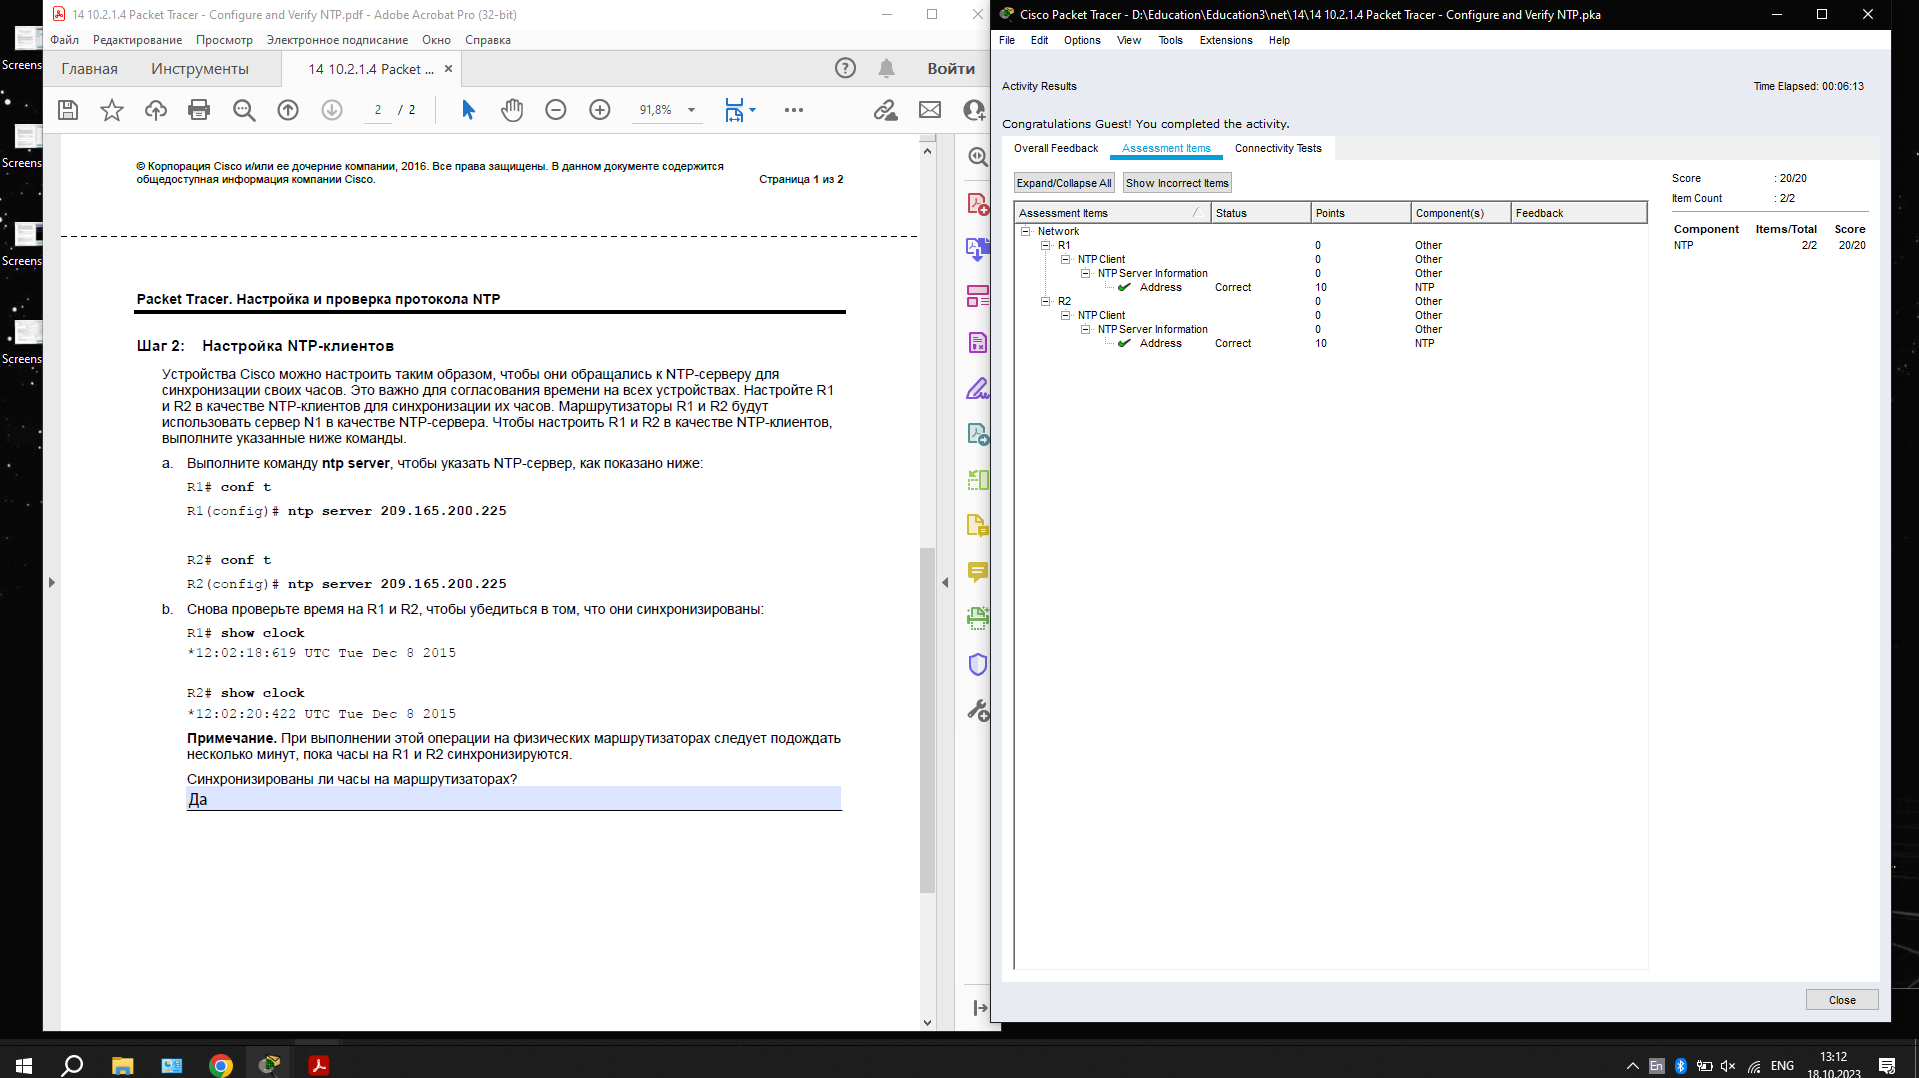 14 10.2.1.4 Packet Tracer - Configure and Verify NTP.pdf - Adobe Acrobat Pro (32-bit)
Файл Редактирование Просмотр Электронное подписание Окно Справка
Главная Инструменты 14 10.2.1.4 Packet ... × Войти
2 / 2 91,8%
© Корпорация Cisco и/или ее дочерние компании, 2016. Все права защищены. В данном документе содержится
общедоступная информация компании Cisco. Страница 1 из 2
Packet Tracer. Настройка и проверка протокола NTP
Шаг 2: Настройка NTP-клиентов
Устройства Cisco можно настроить таким образом, чтобы они обращались к NTP-серверу для
синхронизации своих часов. Это важно для согласования времени на всех устройствах. Настройте R1
и R2 в качестве NTP-клиентов для синхронизации их часов. Маршрутизаторы R1 и R2 будут
использовать сервер N1 в качестве NTP-сервера. Чтобы настроить R1 и R2 в качестве NTP-клиентов,
выполните указанные ниже команды.
a. Выполните команду ntp server, чтобы указать NTP-сервер, как показано ниже:
R1# conf t
R1(config)# ntp server 209.165.200.225
R2# conf t
R2(config)# ntp server 209.165.200.225
b. Снова проверьте время на R1 и R2, чтобы убедиться в том, что они синхронизированы:
R1# show clock
*12:02:18:619 UTC Tue Dec 8 2015
R2# show clock
*12:02:20:422 UTC Tue Dec 8 2015
Примечание. При выполнении этой операции на физических маршрутизаторах следует подождать
несколько минут, пока часы на R1 и R2 синхронизируются.
Синхронизированы ли часы на маршрутизаторах?
Да
Cisco Packet Tracer - D:\Education\Education3\net\14\14 10.2.1.4 Packet Tracer - Configure and Verify NTP.pka
File Edit Options View Tools Extensions Help
Activity Results Time Elapsed: 00:06:13
Congratulations Guest! You completed the activity.
Overall Feedback Assessment Items Connectivity Tests
Expand/Collapse All Show Incorrect Items
Assessment Items Status Points Component(s) Feedback
Network
R1 0 Other
NTP Client 0 Other
NTP Server Information 0 Other
Address Correct 10 NTP
R2 0 Other
NTP Client 0 Other
NTP Server Information 0 Other
Address Correct 10 NTP
Score : 20/20
Item Count : 2/2
Component Items/Total Score
NTP 2/2 20/20
Close
Screens
Screens
Screens
Screens
En ENG 13:12
18.10.2023